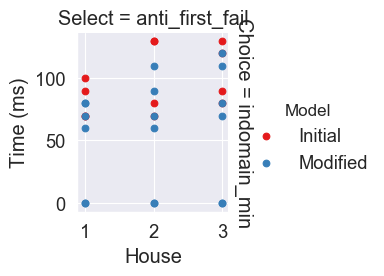 Select = anti_first_fail
Choice = indomain_min
Time (ms)
100
50
0
1
2
3
House
Model
Initial
Modified